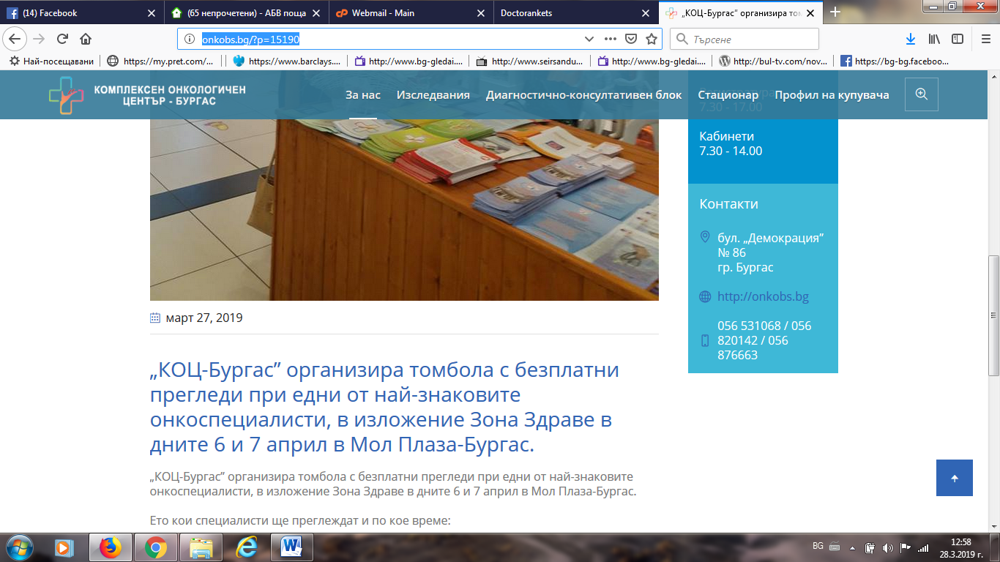 (14) Facebook
(65 непрочетени) - АБВ поща
Webmail - Main
Doctorankets
„КОЦ-Бургас” организира том
onkobs.bg/?p=15190
Търсене
Най-посещавани
https://my.pret.com/...
https://www.barclays....
http://www.bg-gledai....
http://www.seirsandu...
http://www.bg-gledai....
http://bul-tv.com/nov...
https://bg-bg.faceboo...
КОМПЛЕКСЕН ОНКОЛОГИЧЕН
ЦЕНТЪР - БУРГАС
За нас
Изследвания
Диагностично-консултативен блок
Стационар
Профил на купувача
7.30 - 17.00
Кабинети
7.30 - 14.00
Контакти
бул. „Демокрация”
№ 86
гр. Бургас
http://onkobs.bg
056 531068 / 056
820142 / 056
876663
март 27, 2019
„КОЦ-Бургас” организира томбола с безплатни
прегледи при едни от най-знаковите
онкоспециалисти, в изложение Зона Здраве в
дните 6 и 7 април в Мол Плаза-Бургас.
„КОЦ-Бургас” организира томбола с безплатни прегледи при едни от най-знаковите
онкоспециалисти, в изложение Зона Здраве в дните 6 и 7 април в Мол Плаза-Бургас.
Ето кои специалисти ще преглеждат и по кое време:
BG
12:58
28.3.2019 г.